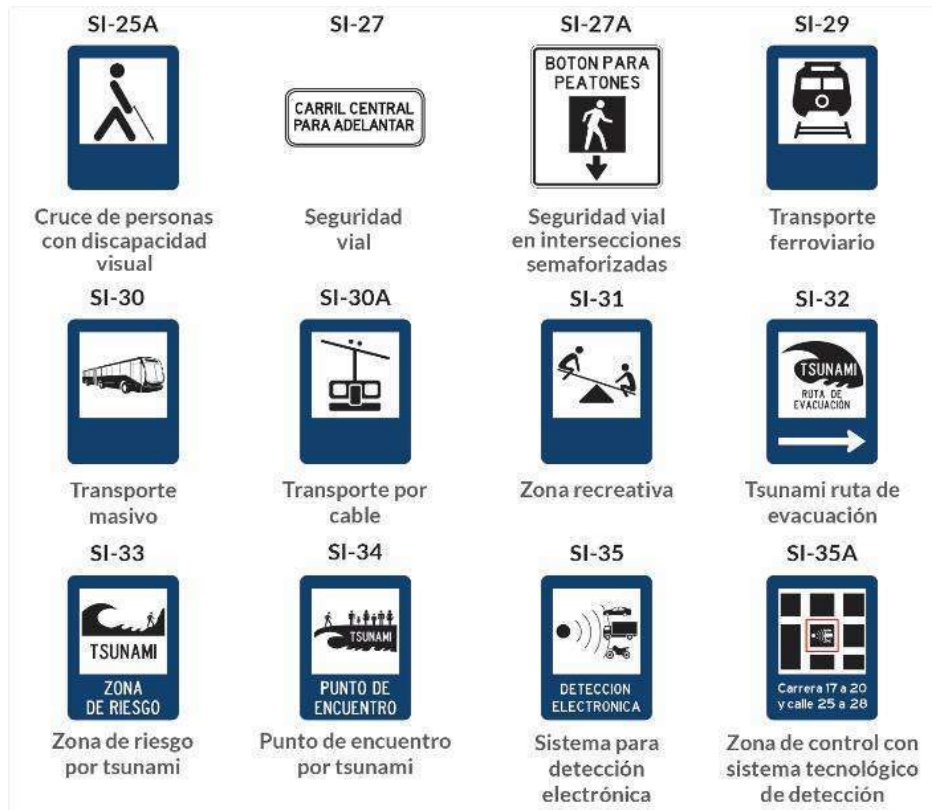 SI-25A
SI-27
SI-27A
SI-29
CARRIL CENTRAL
PARA ADELANTAR
BOTON PARA
PEATONES
Cruce de personas
con discapacidad
visual
Seguridad
vial
Seguridad vial
en intersecciones
semaforizadas
Transporte
ferroviario
SI-30
SI-30A
SI-31
SI-32
TSUNAMI
RUTA DE
EVACUACIÓN
Transporte
masivo
Transporte por
cable
Zona recreativa
Tsunami ruta de
evacuación
SI-33
SI-34
SI-35
SI-35A
TSUNAMI
ZONA
DE RIESGO
TSUNAMI
PUNTO DE
ENCUENTRO
DETECCION
ELECTRONICA
Carrera 17 a 20
y calle 25 a 28
Zona de riesgo
por tsunami
Punto de encuentro
por tsunami
Sistema para
detección
electrónica
Zona de control con
sistema tecnológico
de detección